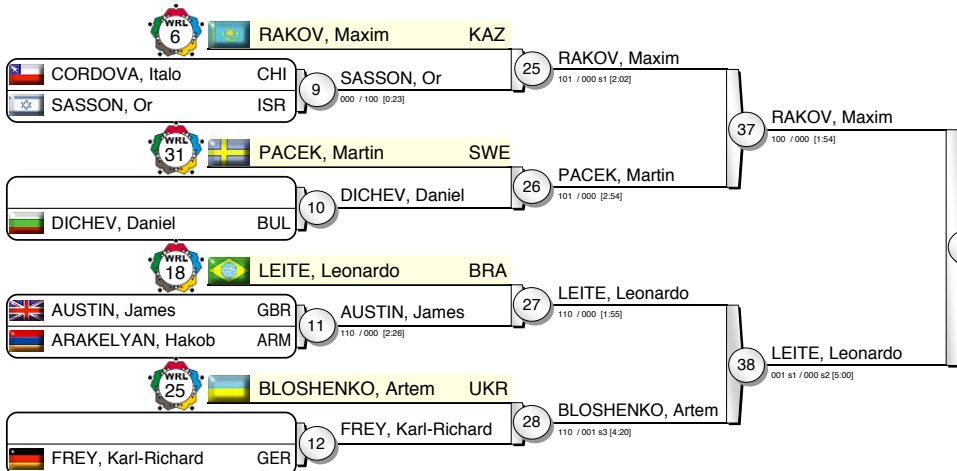 WRL
6
RAKOV, Maxim KAZ
CORDOVA, Italo CHI
SASSON, Or ISR
9
SASSON, Or
000 / 100 [0:23]
25
RAKOV, Maxim
101 / 000 s1 [2:02]
WRL
31
PACEK, Martin SWE
DICHEV, Daniel BUL
10
DICHEV, Daniel
26
PACEK, Martin
101 / 000 [2:54]
37
RAKOV, Maxim
100 / 000 [1:54]
WRL
18
LEITE, Leonardo BRA
AUSTIN, James GBR
ARAKELYAN, Hakob ARM
11
AUSTIN, James
110 / 000 [2:26]
27
LEITE, Leonardo
110 / 000 [1:55]
WRL
25
BLOSHENKO, Artem UKR
FREY, Karl-Richard GER
12
FREY, Karl-Richard
28
BLOSHENKO, Artem
110 / 001 s3 [4:20]
38
LEITE, Leonardo
001 s1 / 000 s2 [5:00]